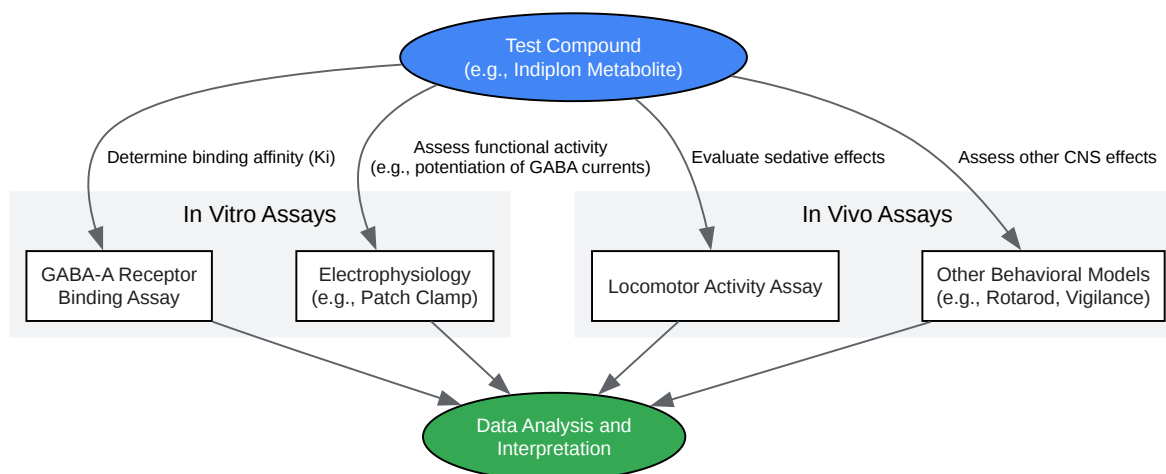 Test Compound
(e.g., Indiplon Metabolite)
Determine binding affinity (Ki)
Assess functional activity
(e.g., potentiation of GABA currents)
Evaluate sedative effects
Assess other CNS effects
In Vitro Assays
In Vivo Assays
GABA-A Receptor
Binding Assay
Electrophysiology
(e.g., Patch Clamp)
Locomotor Activity Assay
Other Behavioral Models
(e.g., Rotarod, Vigilance)
Data Analysis and
Interpretation